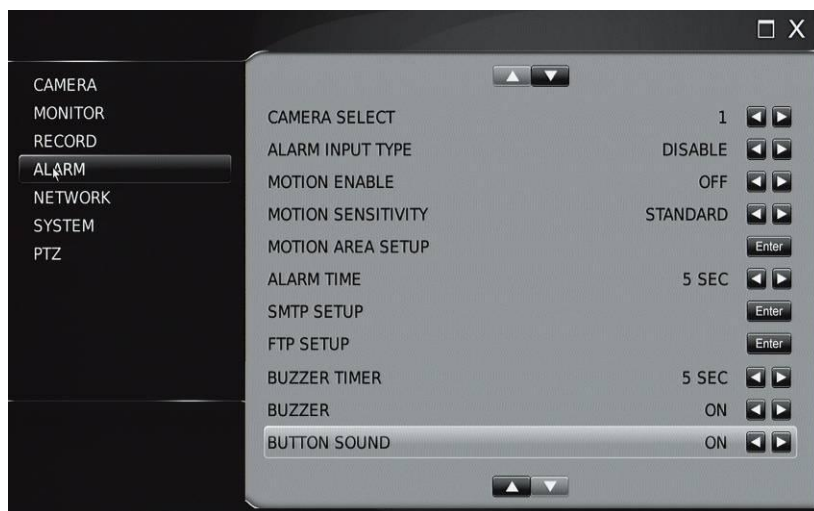 X
CAMERA
MONITOR
RECORD
ALARM
NETWORK
SYSTEM
PTZ
CAMERA SELECT 1
ALARM INPUT TYPE DISABLE
MOTION ENABLE OFF
MOTION SENSITIVITY STANDARD
MOTION AREA SETUP Enter
ALARM TIME 5 SEC
SMTP SETUP Enter
FTP SETUP Enter
BUZZER TIMER 5 SEC
BUZZER ON
BUTTON SOUND ON